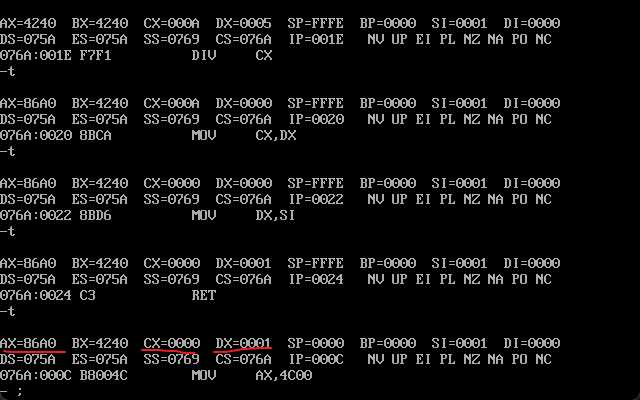 AX=4240 BX=4240 CX=000A DX=0005 SP=FFFE BP=0000 SI=0001 DI=0000
DS=075A ES=075A SS=0769 CS=076A IP=001E NV UP EI PL NZ NA PO NC
076A:001E F7F1 DIV CX
-t
AX=86A0 BX=4240 CX=000A DX=0000 SP=FFFE BP=0000 SI=0001 DI=0000
DS=075A ES=075A SS=0769 CS=076A IP=0020 NV UP EI PL NZ NA PO NC
076A:0020 8BCA MOV CX,DX
-t
AX=86A0 BX=4240 CX=0000 DX=0000 SP=FFFE BP=0000 SI=0001 DI=0000
DS=075A ES=075A SS=0769 CS=076A IP=0022 NV UP EI PL NZ NA PO NC
076A:0022 8BD6 MOV DX,SI
-t
AX=86A0 BX=4240 CX=0000 DX=0001 SP=FFFE BP=0000 SI=0001 DI=0000
DS=075A ES=075A SS=0769 CS=076A IP=0024 NV UP EI PL NZ NA PO NC
076A:0024 C3 RET
-t
AX=86A0 BX=4240 CX=0000 DX=0001 SP=0000 BP=0000 SI=0001 DI=0000
DS=075A ES=075A SS=0769 CS=076A IP=000C NV UP EI PL NZ NA PO NC
076A:000C B8004C MOV AX,4C00
- ;